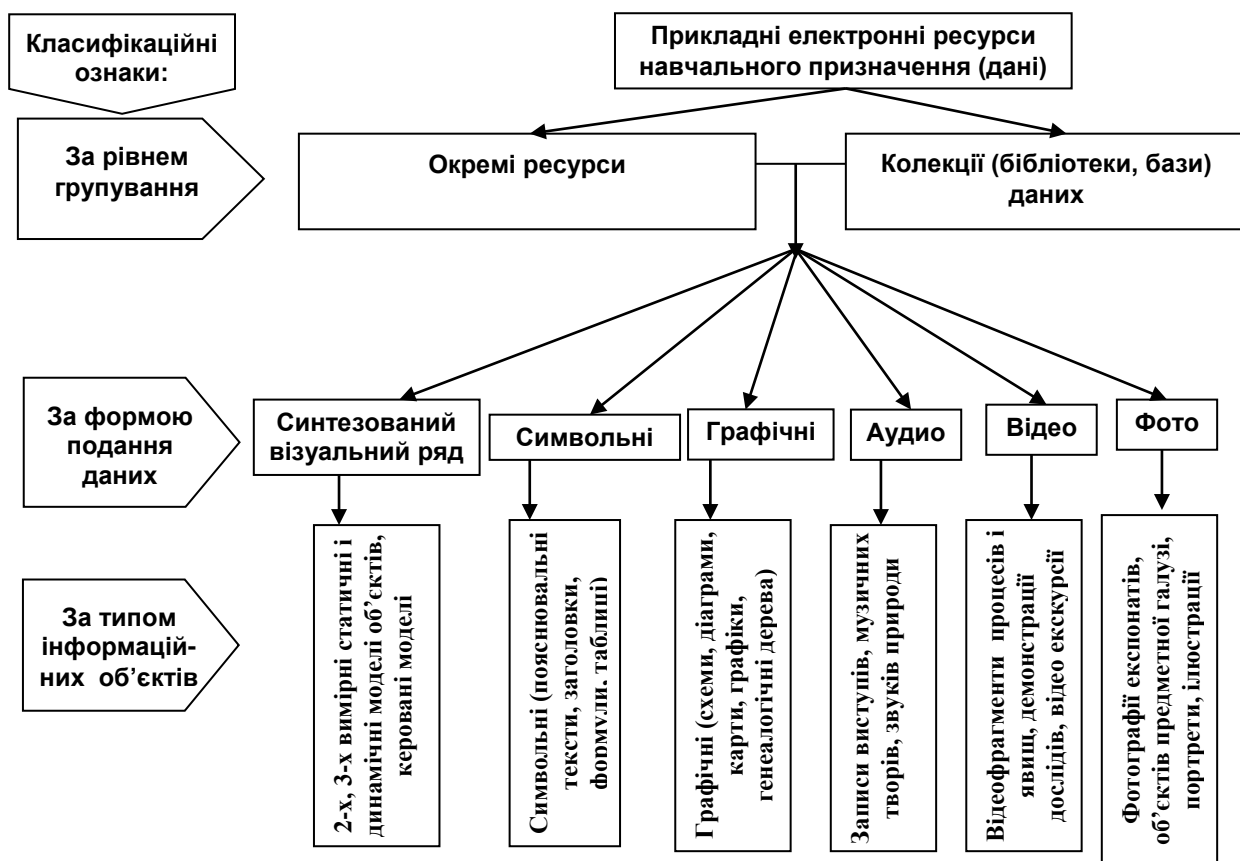 Класифікаційні
ознаки:
Прикладні електронні ресурси
навчального призначення (дані)
За рівнем
групування
Окремі ресурси
Колекції (бібліотеки, бази)
даних
За формою
подання
даних
Синтезований
візуальний ряд
Символьні
Графічні
Аудио
Відео
Фото
За типом
інформацій-
них об’єктів
2-х, 3-х вимірні статичні і
динамічні моделі об’єктів,
керовані моделі
Символьні (пояснювальні
тексти, заголовки,
формули, таблиці)
Графічні (схеми, діаграми,
карти, графіки,
генеалогічні дерева)
Записи виступів, музичних
творів, звуків природи
Відеофрагменти процесів і
явищ, демонстрації
дослідів, відео екскурсії
Фотографії експонатів,
об’єктів предметної галузі,
портрети, ілюстрації